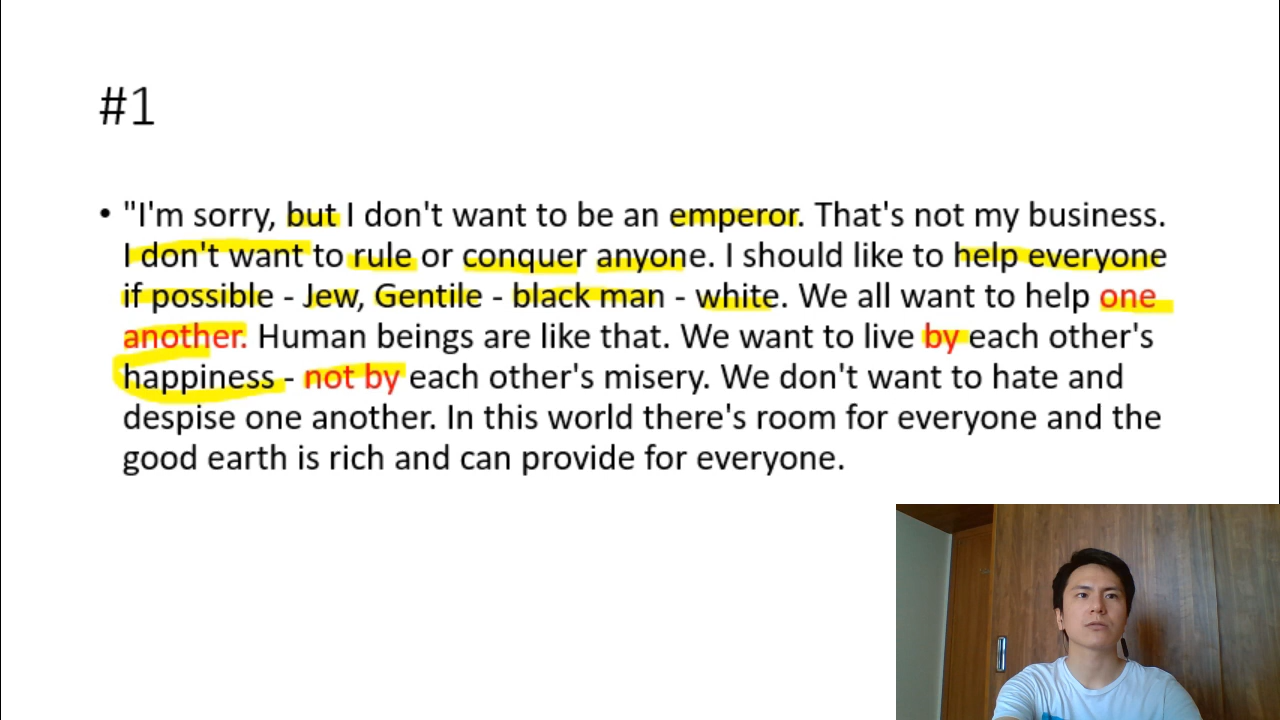 #1
• "I'm sorry, but I don't want to be an emperor. That's not my business.
I don't want to rule or conquer anyone. I should like to help everyone
if possible - Jew, Gentile - black man - white. We all want to help one
another. Human beings are like that. We want to live by each other's
happiness - not by each other's misery. We don't want to hate and
despise one another. In this world there's room for everyone and the
good earth is rich and can provide for everyone.